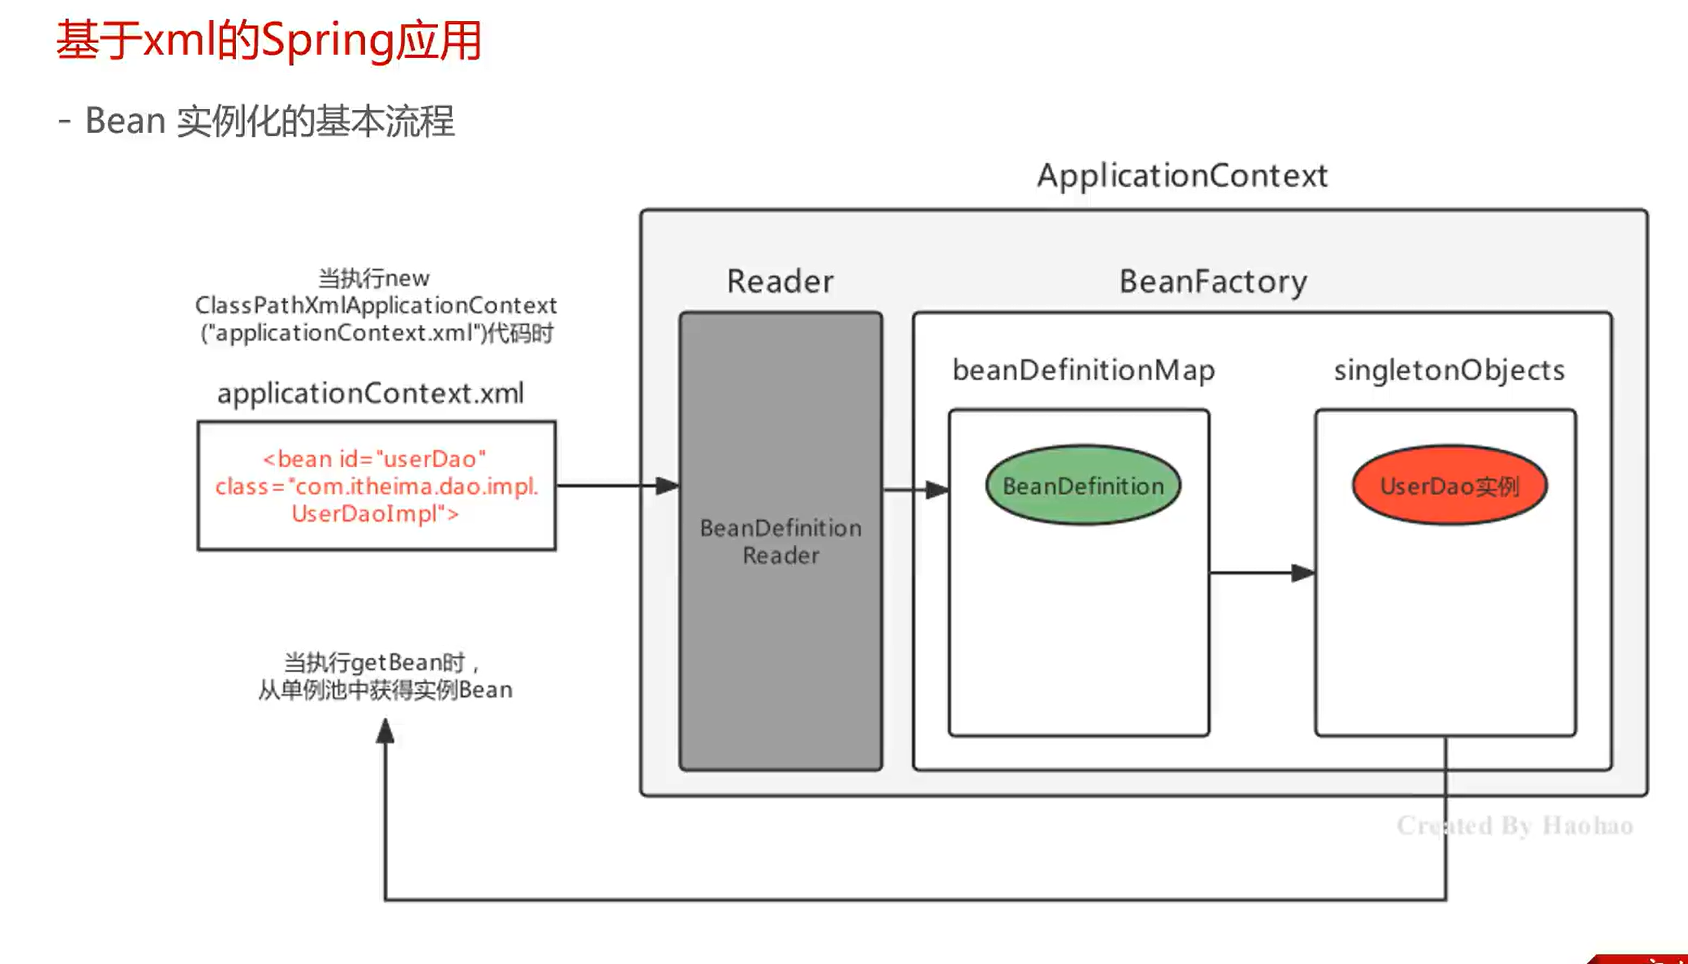 基于xml的Spring应用
- Bean 实例化的基本流程
ApplicationContext
当执行new
ClassPathXmlApplicationContext
("applicationContext.xml")代码时
applicationContext.xml
<bean id="userDao"
class="com.itheima.dao.impl.
UserDaoImpl">
Reader
BeanDefinition
Reader
BeanFactory
beanDefinitionMap
BeanDefinition
singletonObjects
UserDao实例
当执行getBean时，
从单例池中获得实例Bean
Created By Haohao